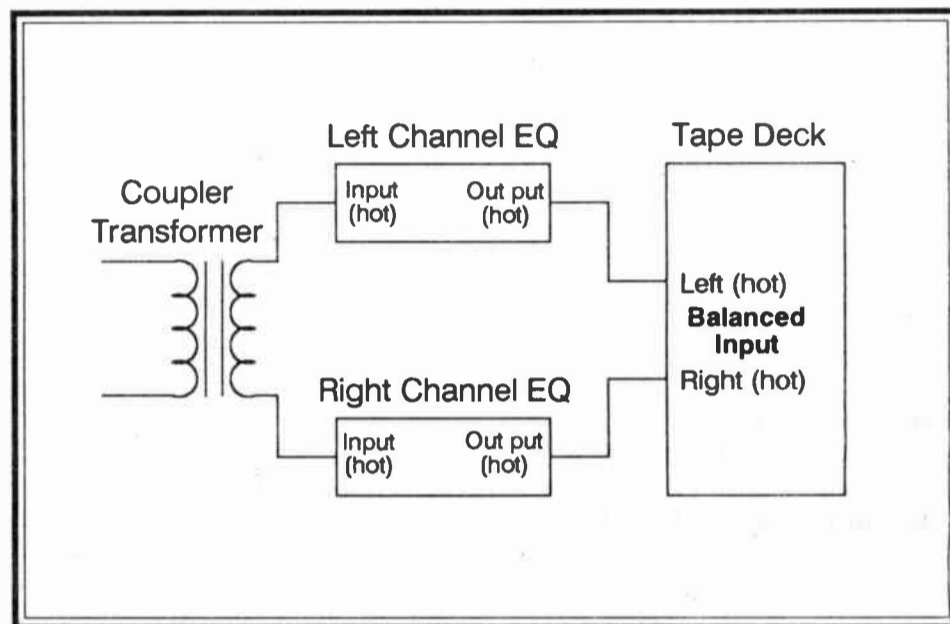 Left Channel EQ
Tape Deck
Coupler
Transformer
Input
(hot)
Out put
(hot)
Left (hot)
Balanced
Input
Right (hot)
Right Channel EQ
Input
(hot)
Out put
(hot)